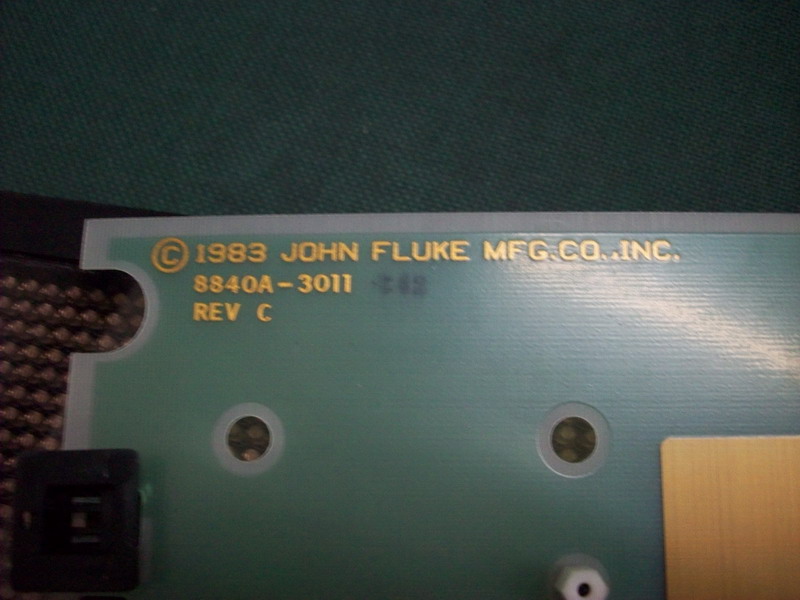 © 1983 JOHN FLUKE MFG.CO.,INC.
8840A-3011
REV C